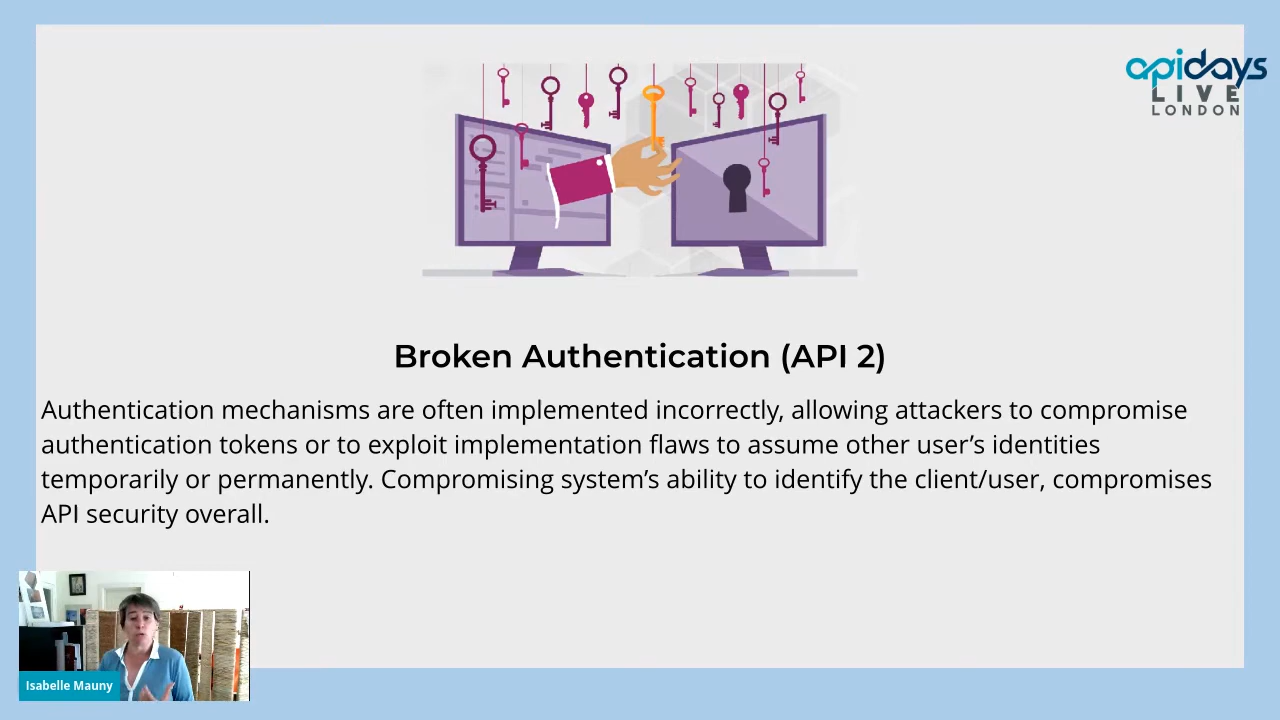 apidays
LIVE
LONDON
Broken Authentication (API 2)
Authentication mechanisms are often implemented incorrectly, allowing attackers to compromise
authentication tokens or to exploit implementation flaws to assume other user’s identities
temporarily or permanently. Compromising system’s ability to identify the client/user, compromises
API security overall.
Isabelle Mauny